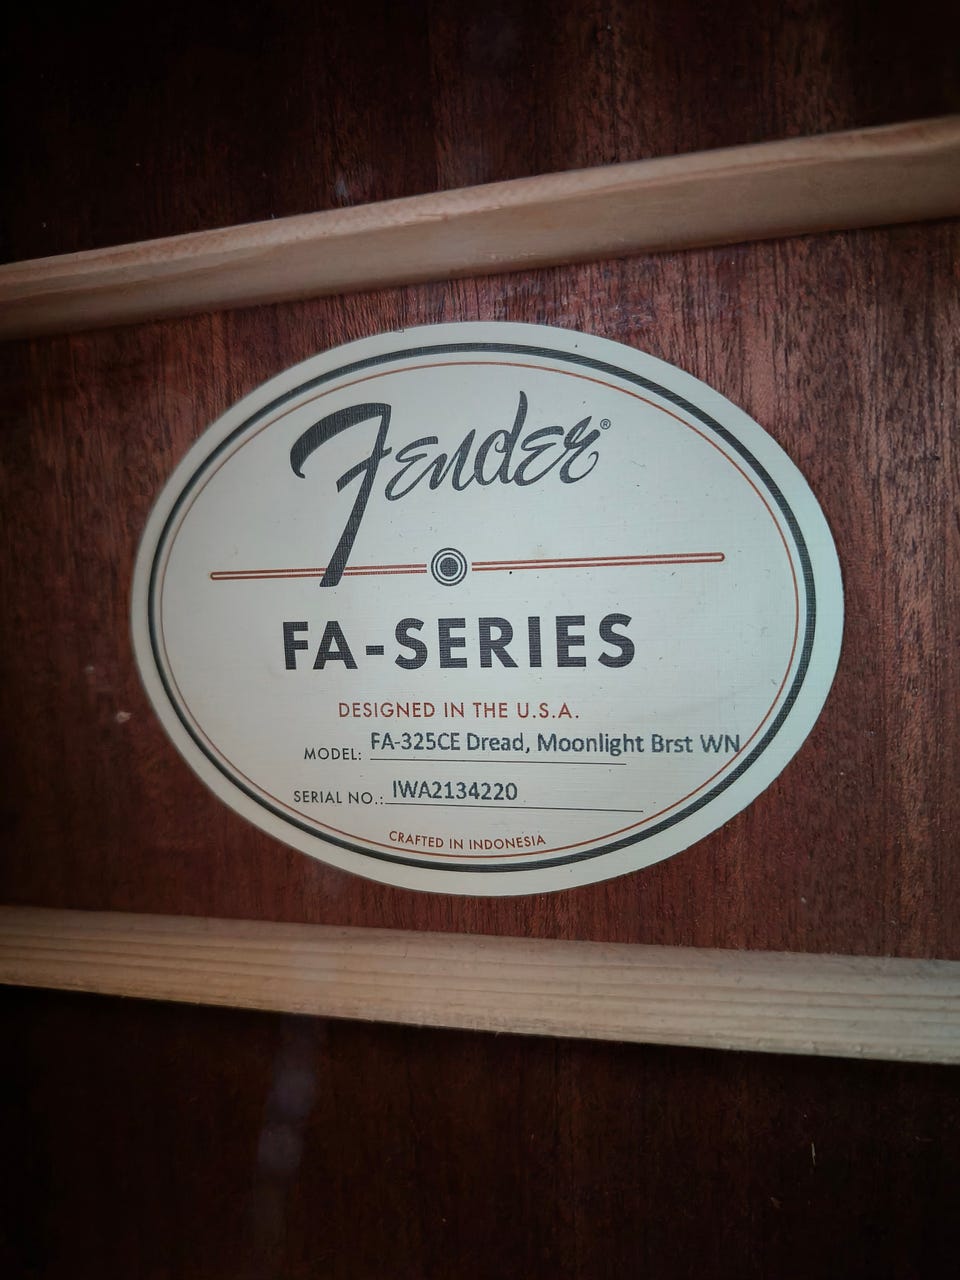 Fender®
FA-SERIES
DESIGNED IN THE U.S.A.
MODEL: FA-325CE Dread, Moonlight Brst WN
SERIAL NO.: IWA2134220
CRAFTED IN INDONESIA